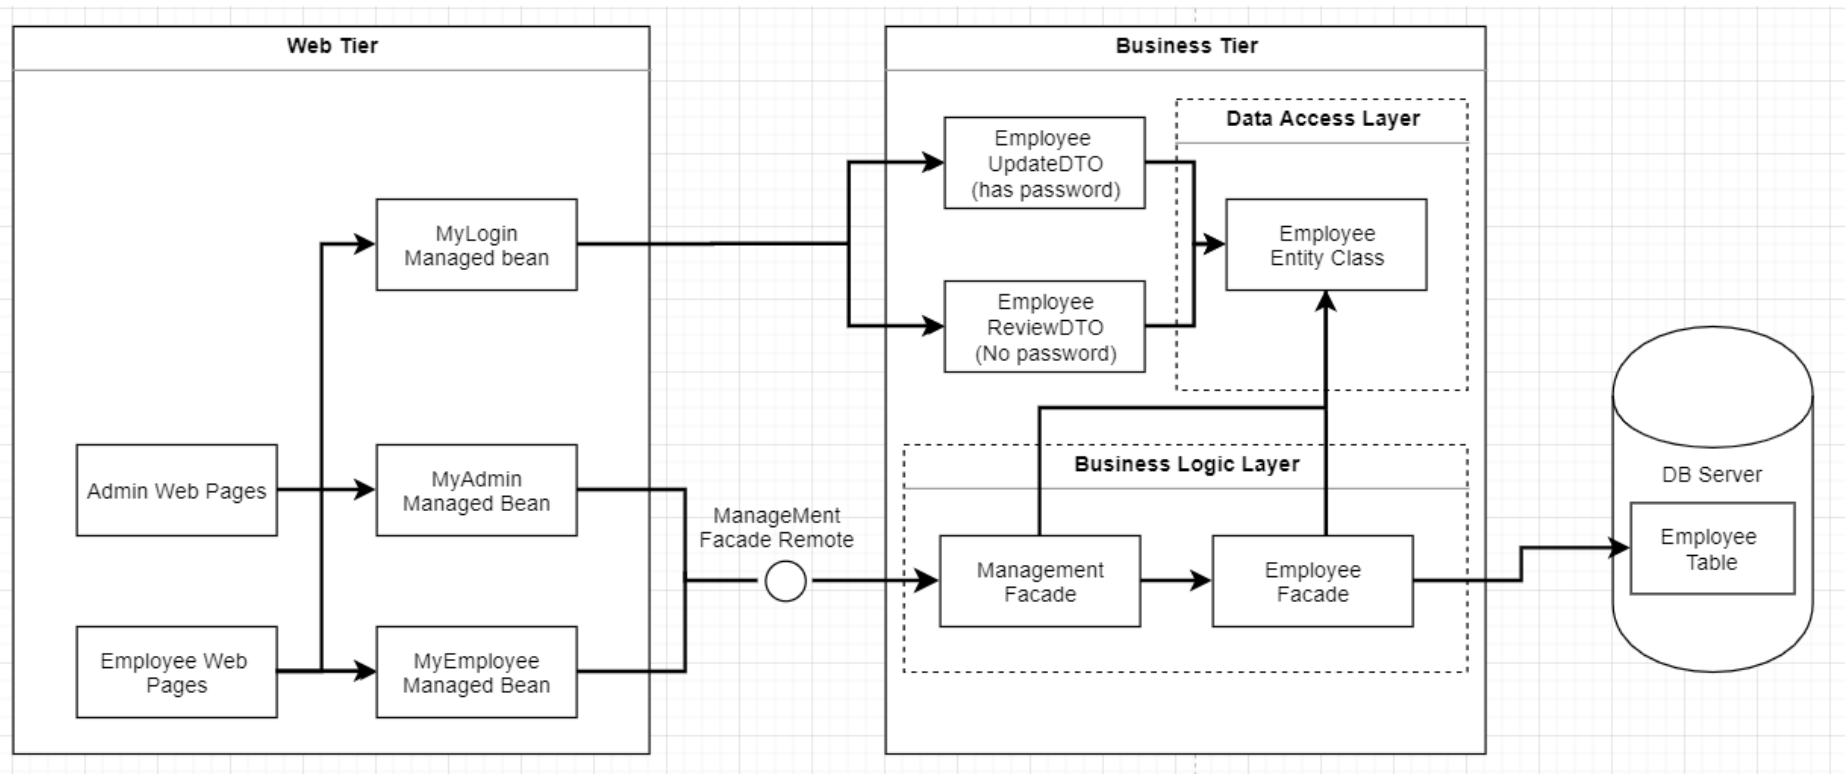 Web Tier
MyLogin
Managed bean
Admin Web Pages
MyAdmin
Managed Bean
Employee Web
Pages
MyEmployee
Managed Bean
ManageMent
Facade Remote
Business Tier
Employee
UpdateDTO
(has password)
Employee
ReviewDTO
(No password)
Data Access Layer
Employee
Entity Class
Business Logic Layer
Management
Facade
Employee
Facade
DB Server
Employee
Table